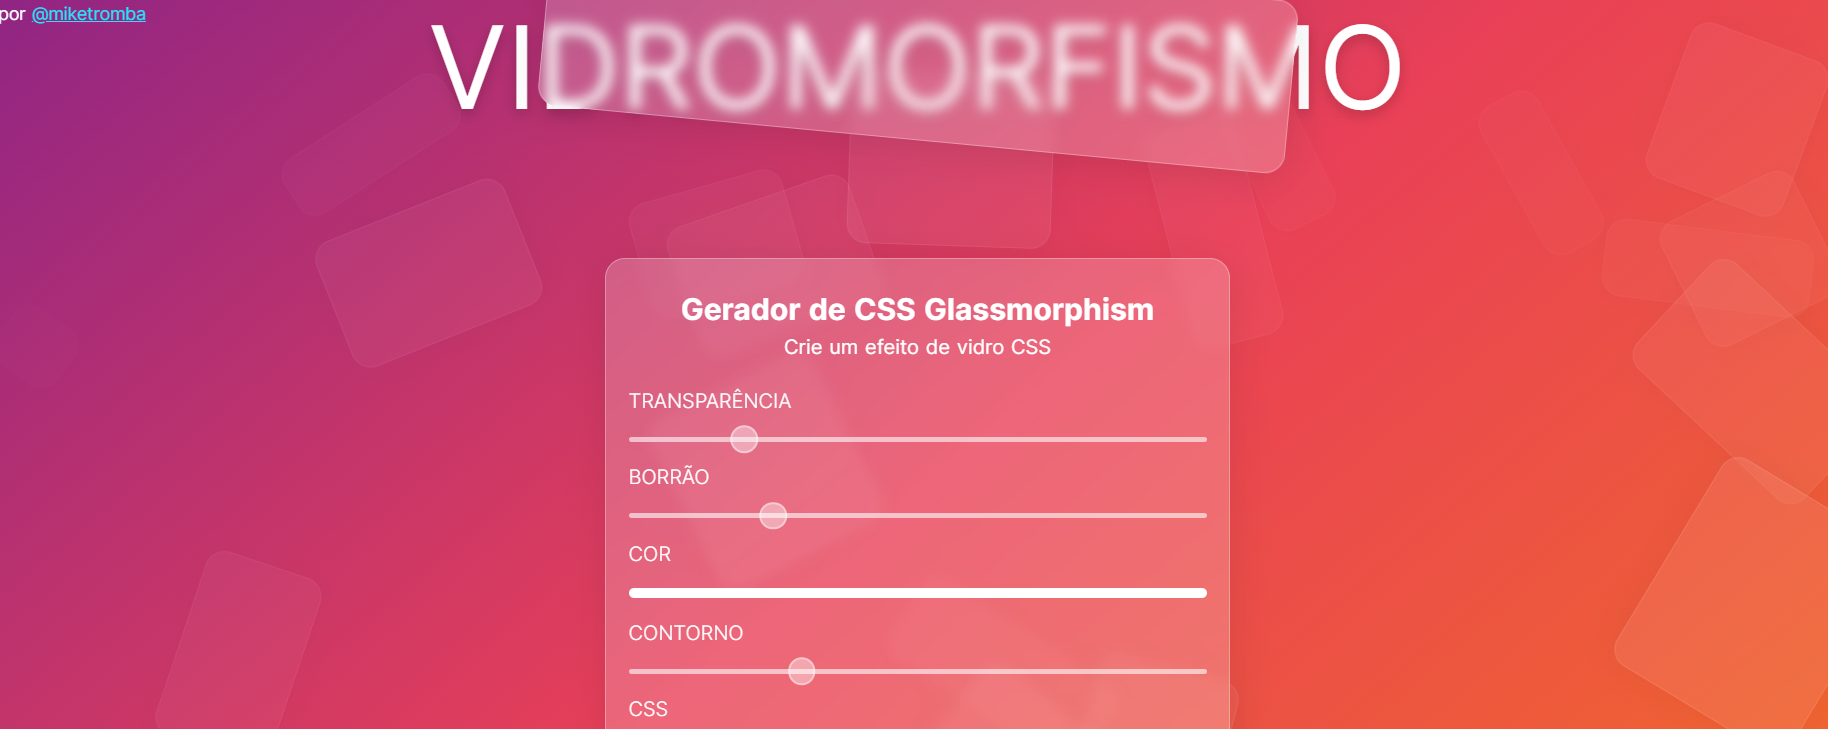 por @miketromba
VIDROMORFISMO
Gerador de CSS Glassmorphism
Crie um efeito de vidro CSS
TRANSPARÊNCIA
BORRÃO
COR
CONTORNO
CSS